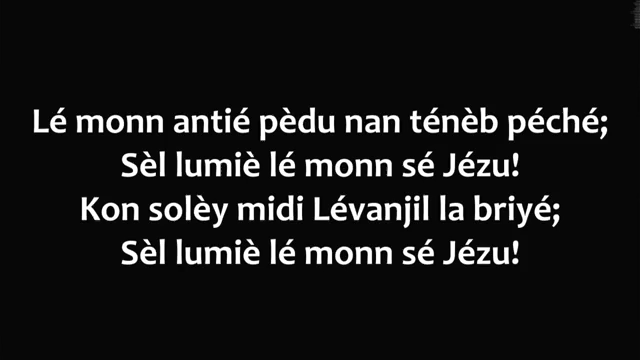 Lé monn antié pèdu nan ténèb péché;
Sèl lumiè lé monn sé Jézu!
Kon solèy midi Lévanjil la briyé;
Sèl lumiè lé monn sé Jézu!